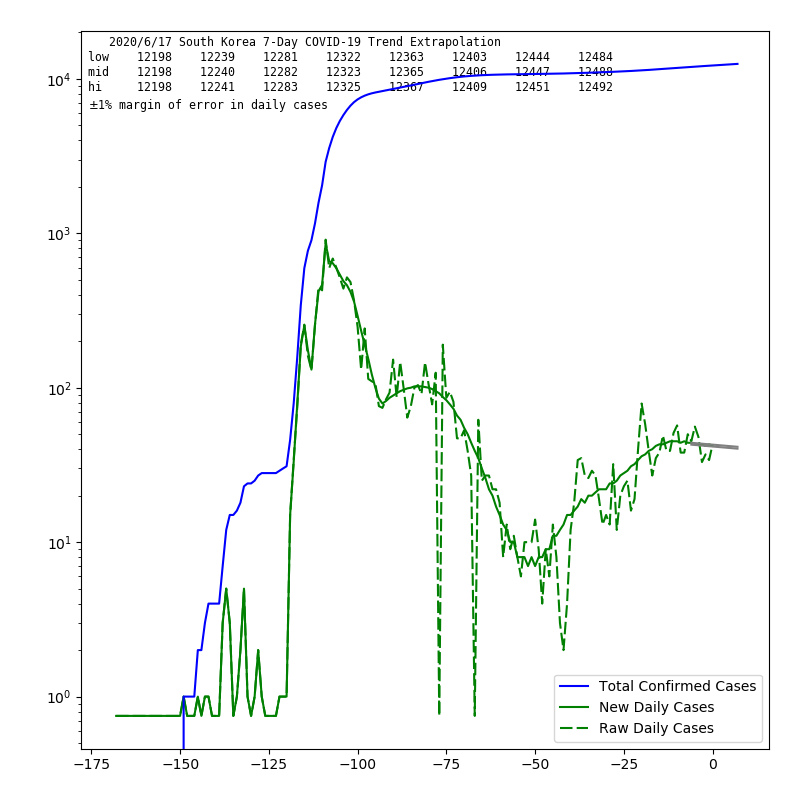 2020/6/17 South Korea 7-Day COVID-19 Trend Extrapolation
low 12198 12239 12281 12322 12363 12403 12444 12484
mid 12198 12240 12282 12323 12365 12406 12447 12488
hi 12198 12241 12283 12325 12367 12409 12451 12492
±1% margin of error in daily cases
10⁴
10³
10²
10¹
10⁰
Total Confirmed Cases
New Daily Cases
Raw Daily Cases
−175 −150 −125 −100 −75 −50 −25 0